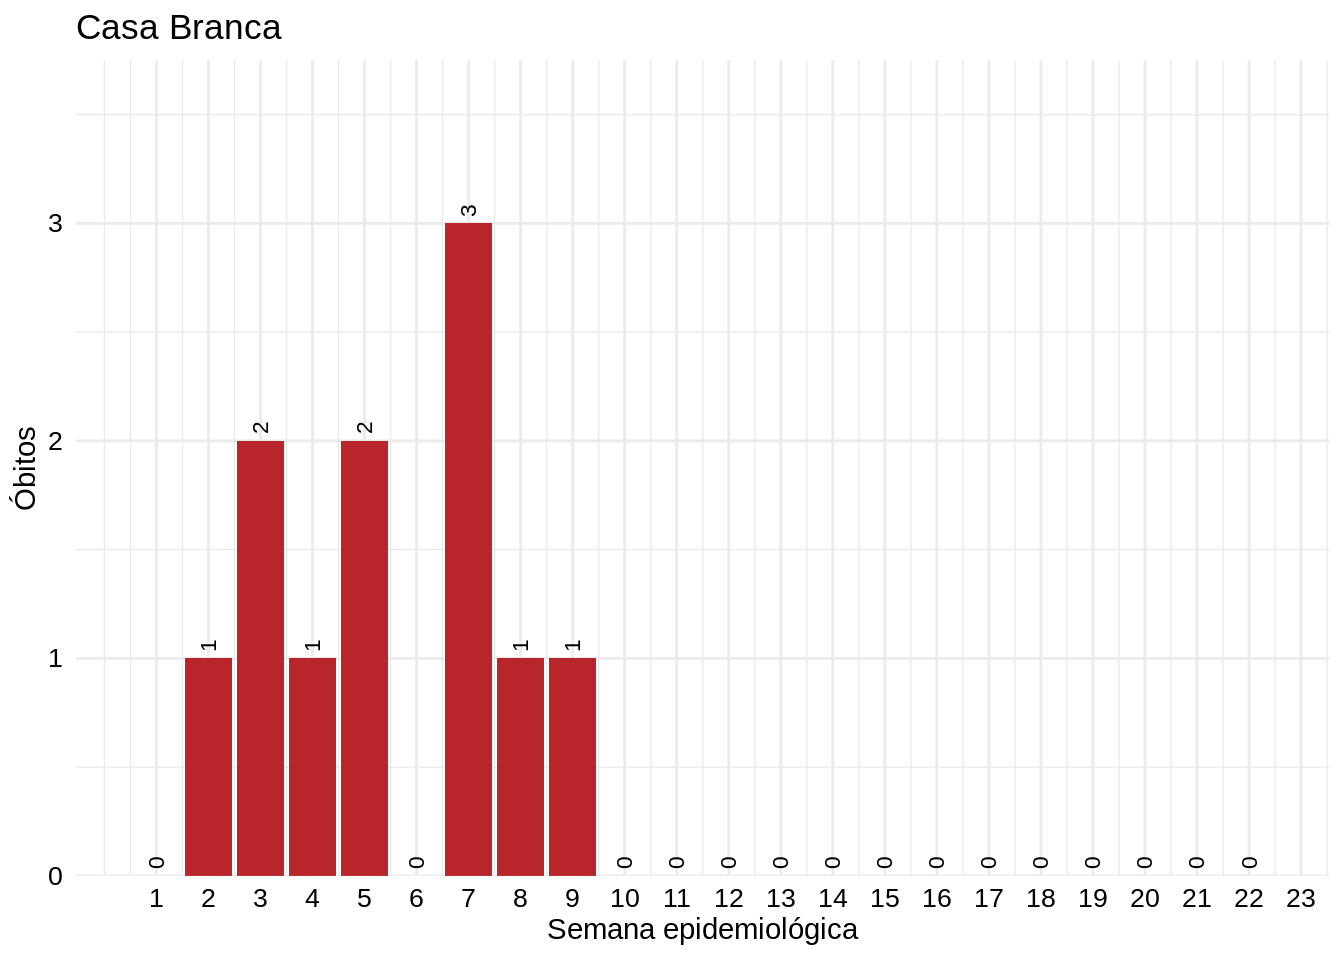 Casa Branca
3
2
1
0
Óbitos
0 1 2 1 2 0 3 1 1 0 0 0 0 0 0 0 0 0 0 0 0 0
1 2 3 4 5 6 7 8 9 10 11 12 13 14 15 16 17 18 19 20 21 22 23
Semana epidemiológica